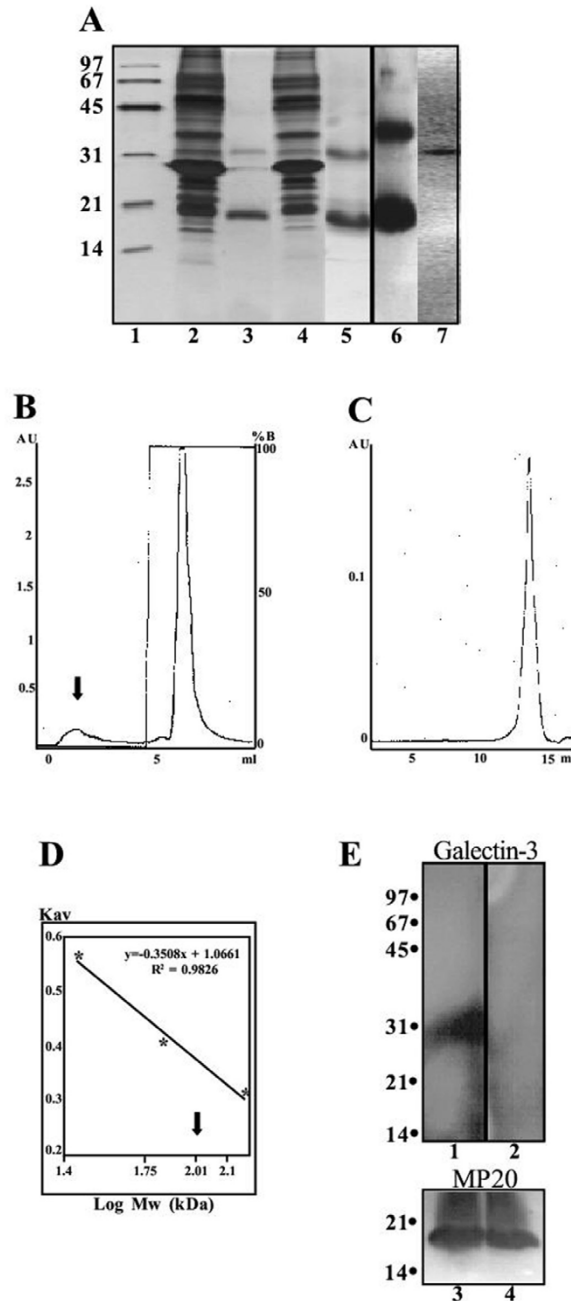 A
97
67
45
31
21
14
1 2 3 4 5 6 7
B
AU
2.5
2
1.5
1
0.5
%B
100
50
0
0 5 ml
C
AU
0.1
0
5 10 15 m
D
Kav
0.6
0.5
0.4
0.3
0.2
y=-0.3508x + 1.0661
R² = 0.9826
1.4 1.75 2.01 2.1
Log Mw (kDa)
E
Galectin-3
97
67
45
31
21
14
1 2
MP20
21
14
3 4